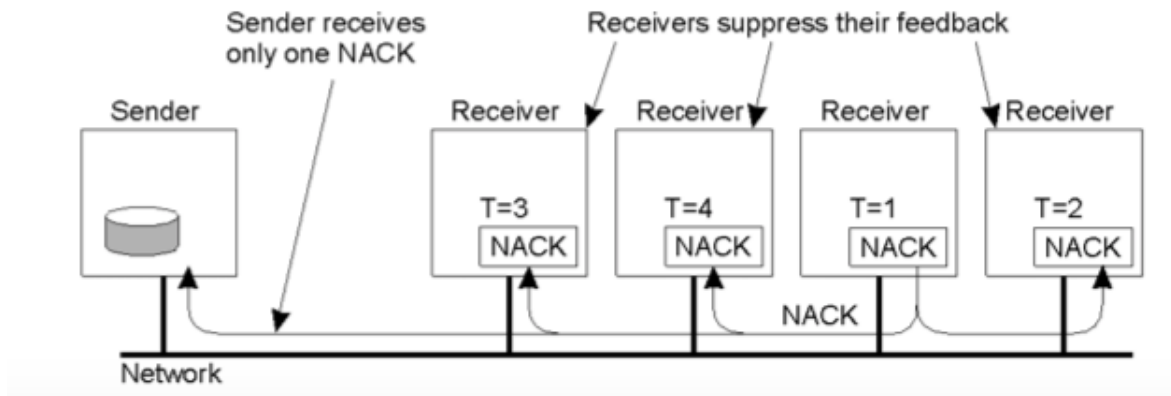 Sender receives
only one NACK
Receivers suppress their feedback
Sender
Receiver
Receiver
Receiver
Receiver
T=3
T=4
T=1
T=2
NACK
NACK
NACK
NACK
NACK
Network